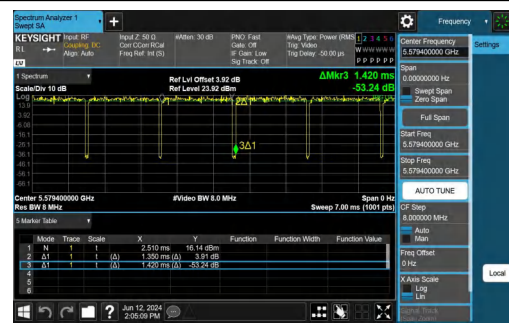 Spectrum Analyzer 1
Swept SA
Frequency
KEYSIGHT Input: RF Input Z: 50 Ω #Atten: 30 dB PNO: Fast #Avg Type: Power (RMS 1 2 3 4 5 6
RL Coupling: DC Corr CCorr RCal Gate: Off Trig: Video
Align: Auto Freq Ref: Int (S) IF Gain: Low Trig Delay: -50.00 µs
Sig Track: Off
P P P P P P
LV
1 Spectrum
Scale/Div 10 dB
Ref Lvl Offset 3.92 dB
Ref Level 23.92 dBm
ΔMkr3 1.420 ms
-53.24 dB
Log
13.9
3.92
-6.08
-16.1
-26.1
-36.1
-46.1
-56.1
-66.1
2Δ1
3Δ1
Center 5.579400000 GHz #Video BW 8.0 MHz Span 0 Hz
Res BW 8 MHz Sweep 7.00 ms (1001 pts)
5 Marker Table
Mode Trace Scale X Y Function Function Width Function Value
1 N 1 t 2.510 ms 16.14 dBm
2 Δ1 1 t (Δ) 1.350 ms (Δ) 3.91 dB
3 Δ1 1 t (Δ) 1.420 ms (Δ) -53.24 dB
4
5
6
Jun 12, 2024
2:05:09 PM
Center Frequency
5.579400000 GHz
Settings
Span
0.00000000 Hz
Swept Span
Zero Span
Full Span
Start Freq
5.579400000 GHz
Stop Freq
5.579400000 GHz
AUTO TUNE
CF Step
8.000000 MHz
Auto
Man
Freq Offset
0 Hz
X Axis Scale
Log
Lin
Signal Track
Local